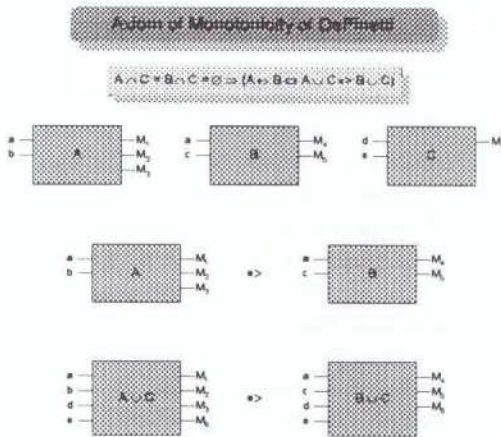 Axiom of Monotonicity of DeFinetti
A ∩ C = B ∩ C = ∅ ⇒ (A •> B ⇔ A ∪ C •> B ∪ C)
a A M₁
b M₂
M₃
a B M₄
c M₅
d C M
e
a A M₁
b M₂
M₃
•>
a B M₄
c M₅
a A ∪ C M₁
b M₂
d M₃
e M₆
•>
a B ∪ C M₄
c M₅
d M₆
e